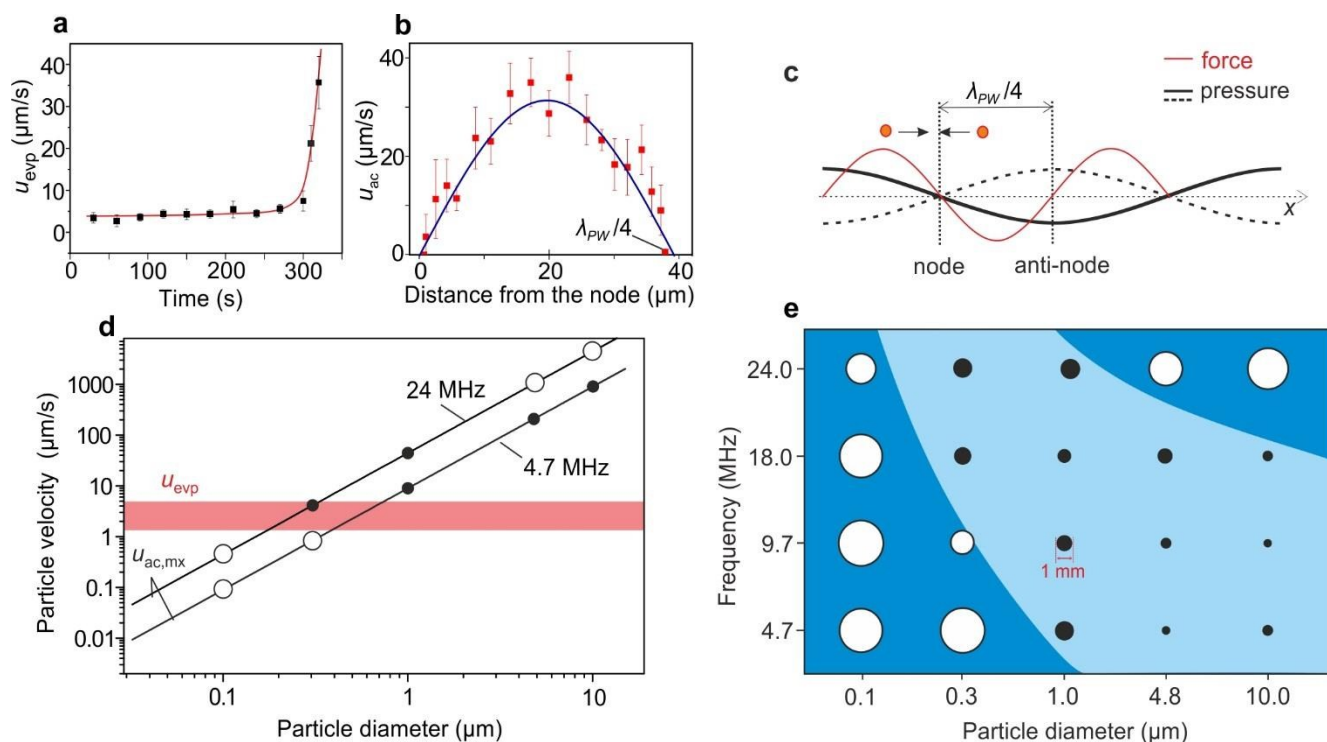 a
u_evp (μm/s)
40
30
20
10
0
0
100
200
300
Time (s)
b
u_ac (μm/s)
40
20
0
λ_PW/4
0
20
40
Distance from the node (μm)
c
force
pressure
λ_PW/4
x
node
anti-node
d
Particle velocity (μm/s)
1000
100
10
1
0.1
0.01
24 MHz
4.7 MHz
u_evp
u_ac,mx
0.1
1
10
Particle diameter (μm)
e
Frequency (MHz)
24.0
18.0
9.7
4.7
1 mm
0.1
0.3
1.0
4.8
10.0
Particle diameter (μm)